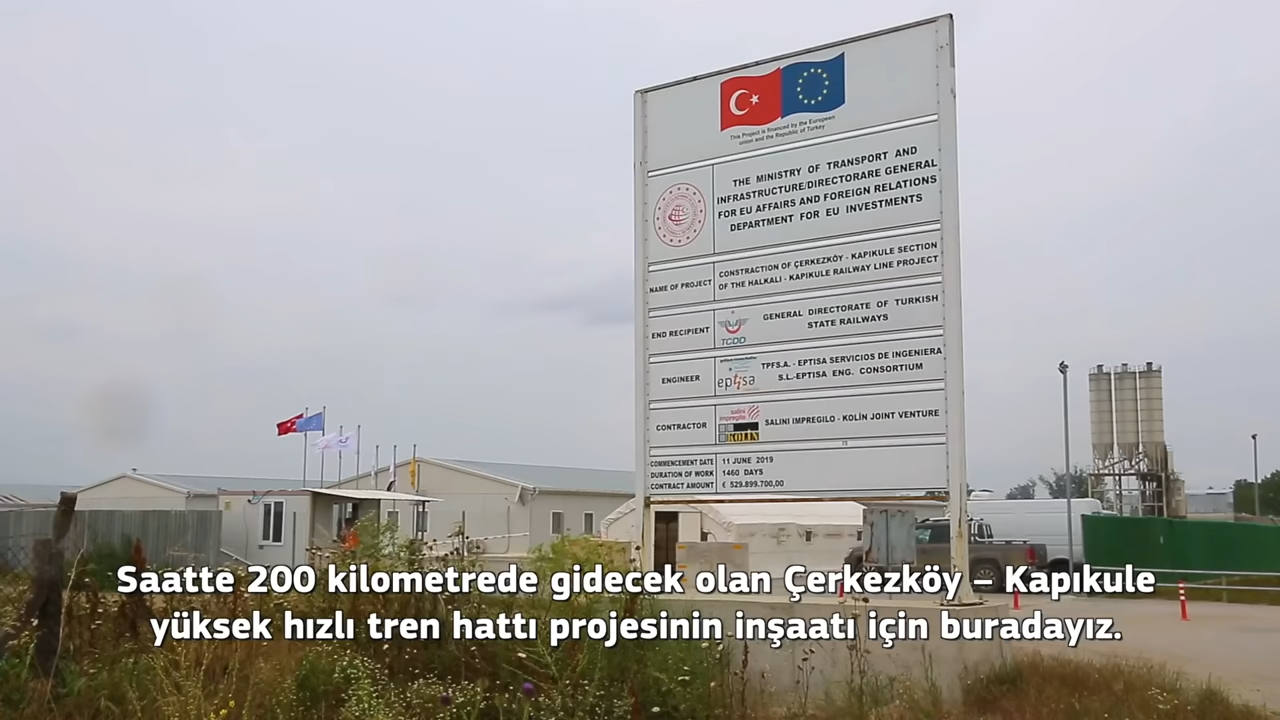 This Project is financed by the European
union and the Republic of Turkey
THE MINISTRY OF TRANSPORT AND
INFRASTRUCTURE/DIRECTORARE GENERAL
FOR EU AFFAIRS AND FOREIGN RELATIONS
DEPARTMENT FOR EU INVESTMENTS
NAME OF PROJECT
CONSTRACTION OF ÇERKEZKÖY - KAPIKULE SECTION
OF THE HALKALI - KAPIKULE RAILWAY LINE PROJECT
END RECIPIENT
TCDD
GENERAL DIRECTORATE OF TURKISH
STATE RAILWAYS
ENGINEER
eptisa
TPFS.A. - EPTISA SERVICIOS DE INGENIERA
S.L.-EPTISA ENG. CONSORTIUM
CONTRACTOR
salini
impregilo
KOLİN
SALINI IMPREGILO - KOLİN JOINT VENTURE
COMMENCEMENT DATE 11 JUNE 2019
DURATION OF WORK 1460 DAYS
CONTRACT AMOUNT € 529.899.700,00
Saatte 200 kilometrede gidecek olan Çerkezköy – Kapıkule
yüksek hızlı tren hattı projesinin inşaatı için buradayız.